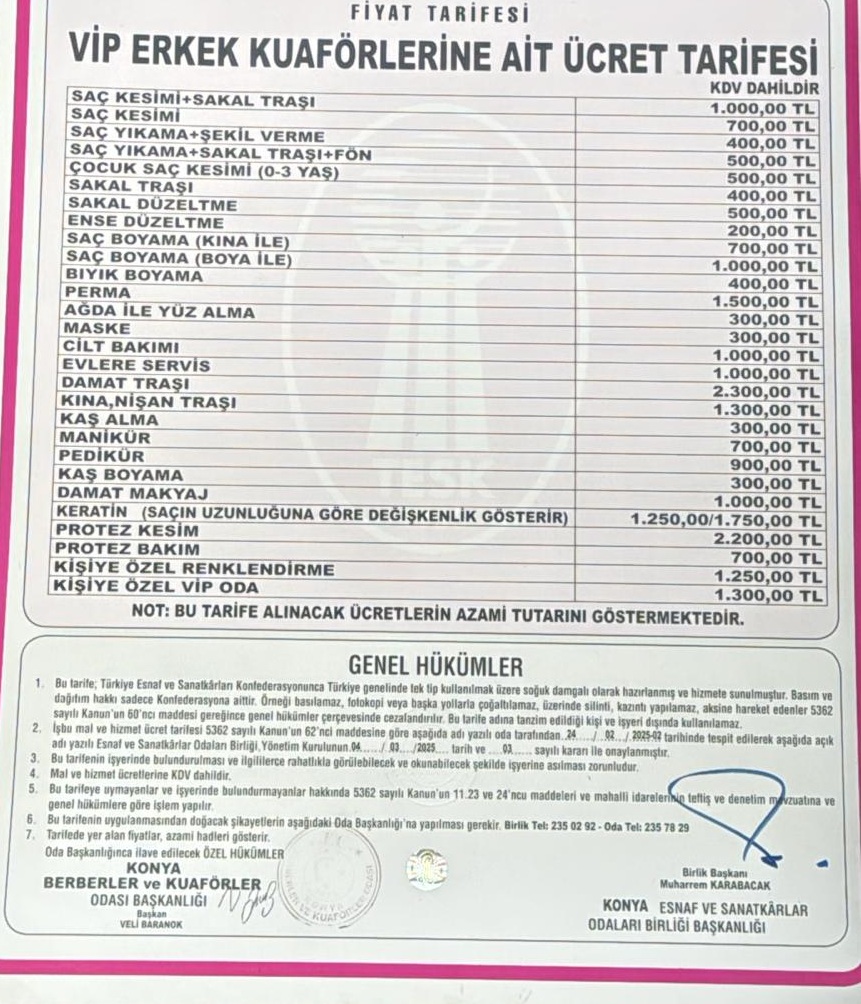 FİYAT TARİFESİ
VİP ERKEK KUAFÖRLERİNE AİT ÜCRET TARİFESİ
KDV DAHİLDİR
SAÇ KESİMİ+SAKAL TRAŞI 1.000,00 TL
SAÇ KESİMİ 700,00 TL
SAÇ YIKAMA+ŞEKİL VERME 400,00 TL
SAÇ YIKAMA+SAKAL TRAŞI+FÖN 500,00 TL
ÇOCUK SAÇ KESİMİ (0-3 YAŞ) 500,00 TL
SAKAL TRAŞI 400,00 TL
SAKAL DÜZELTME 500,00 TL
ENSE DÜZELTME 200,00 TL
SAÇ BOYAMA (KINA İLE) 700,00 TL
SAÇ BOYAMA (BOYA İLE) 1.000,00 TL
BIYIK BOYAMA 400,00 TL
PERMA 1.500,00 TL
AĞDA İLE YÜZ ALMA 300,00 TL
MASKE 300,00 TL
CİLT BAKIMI 1.000,00 TL
EVLERE SERVİS 1.000,00 TL
DAMAT TRAŞI 2.300,00 TL
KINA,NİŞAN TRAŞI 1.300,00 TL
KAŞ ALMA 300,00 TL
MANİKÜR 700,00 TL
PEDİKÜR 900,00 TL
KAŞ BOYAMA 300,00 TL
DAMAT MAKYAJ 1.000,00 TL
KERATİN (SAÇIN UZUNLUĞUNA GÖRE DEĞİŞKENLİK GÖSTERİR) 1.250,00/1.750,00 TL
PROTEZ KESİM 2.200,00 TL
PROTEZ BAKIM 700,00 TL
KİŞİYE ÖZEL RENKLENDİRME 1.250,00 TL
KİŞİYE ÖZEL VIP ODA 1.300,00 TL
TESK
NOT: BU TARİFE ALINACAK ÜCRETLERİN AZAMİ TUTARINI GÖSTERMEKTEDİR.
GENEL HÜKÜMLER
1. Bu tarife; Türkiye Esnaf ve Sanatkârları Konfederasyonunca Türkiye genelinde tek tip kullanılmak üzere soğuk damgalı olarak hazırlanmış ve hizmete sunulmuştur. Basım ve
dağıtım hakkı sadece Konfederasyona aittir. Örneği basılamaz, fotokopi veya başka yollarla çoğaltılamaz, üzerinde silinti, kazıntı yapılamaz, aksine hareket edenler 5362
sayılı Kanun'un 60'ncı maddesi gereğince genel hükümler çerçevesinde cezalandırılır. Bu tarife adına tanzim edildiği kişi ve işyeri dışında kullanılamaz.
2. İşbu mal ve hizmet ücret tarifesi 5362 sayılı Kanun'un 62'nci maddesine göre aşağıda adı yazılı oda tarafından..24..../..02.../.2025-02 tarihinde tespit edilerek aşağıda açık
adı yazılı Esnaf ve Sanatkârlar Odaları Birliği,Yönetim Kurulunun.04...../..03..../2025.... tarih ve ....03...... sayılı kararı ile onaylanmıştır.
3. Bu tarifenin işyerinde bulundurulması ve ilgililerce rahatlıkla görülebilecek ve okunabilecek şekilde işyerine asılması zorunludur.
4. Mal ve hizmet ücretlerine KDV dahildir.
5. Bu tarifeye uymayanlar ve işyerinde bulundurmayanlar hakkında 5362 sayılı Kanun'un 11.23 ve 24'ncu maddeleri ve mahalli idarelerin teftiş ve denetim mevzuatına ve
genel hükümlere göre işlem yapılır.
6. Bu tarifenin uygulanmasından doğacak şikayetlerin aşağıdaki Oda Başkanlığı'na yapılması gerekir. Birlik Tel: 235 02 92 - Oda Tel: 235 78 29
7. Tarifede yer alan fiyatlar, azami hadleri gösterir.
Oda Başkanlığınca ilave edilecek ÖZEL HÜKÜMLER
KONYA
BERBERLER ve KUAFÖRLER
ODASI BAŞKANLIĞI
Başkan
VELİ BARANOK
Birlik Başkanı
Muharrem KARABACAK
KONYA ESNAF VE SANATKÂRLAR
ODALARI BİRLİĞİ BAŞKANLIĞI